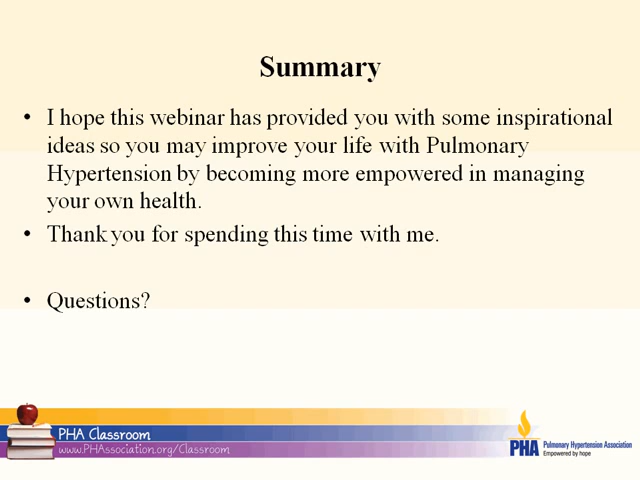 Summary
• I hope this webinar has provided you with some inspirational
ideas so you may improve your life with Pulmonary
Hypertension by becoming more empowered in managing
your own health.
• Thank you for spending this time with me.
• Questions?
PHA Classroom
www.PHAssociation.org/Classroom
PHA
Pulmonary Hypertension Association
Empowered by hope